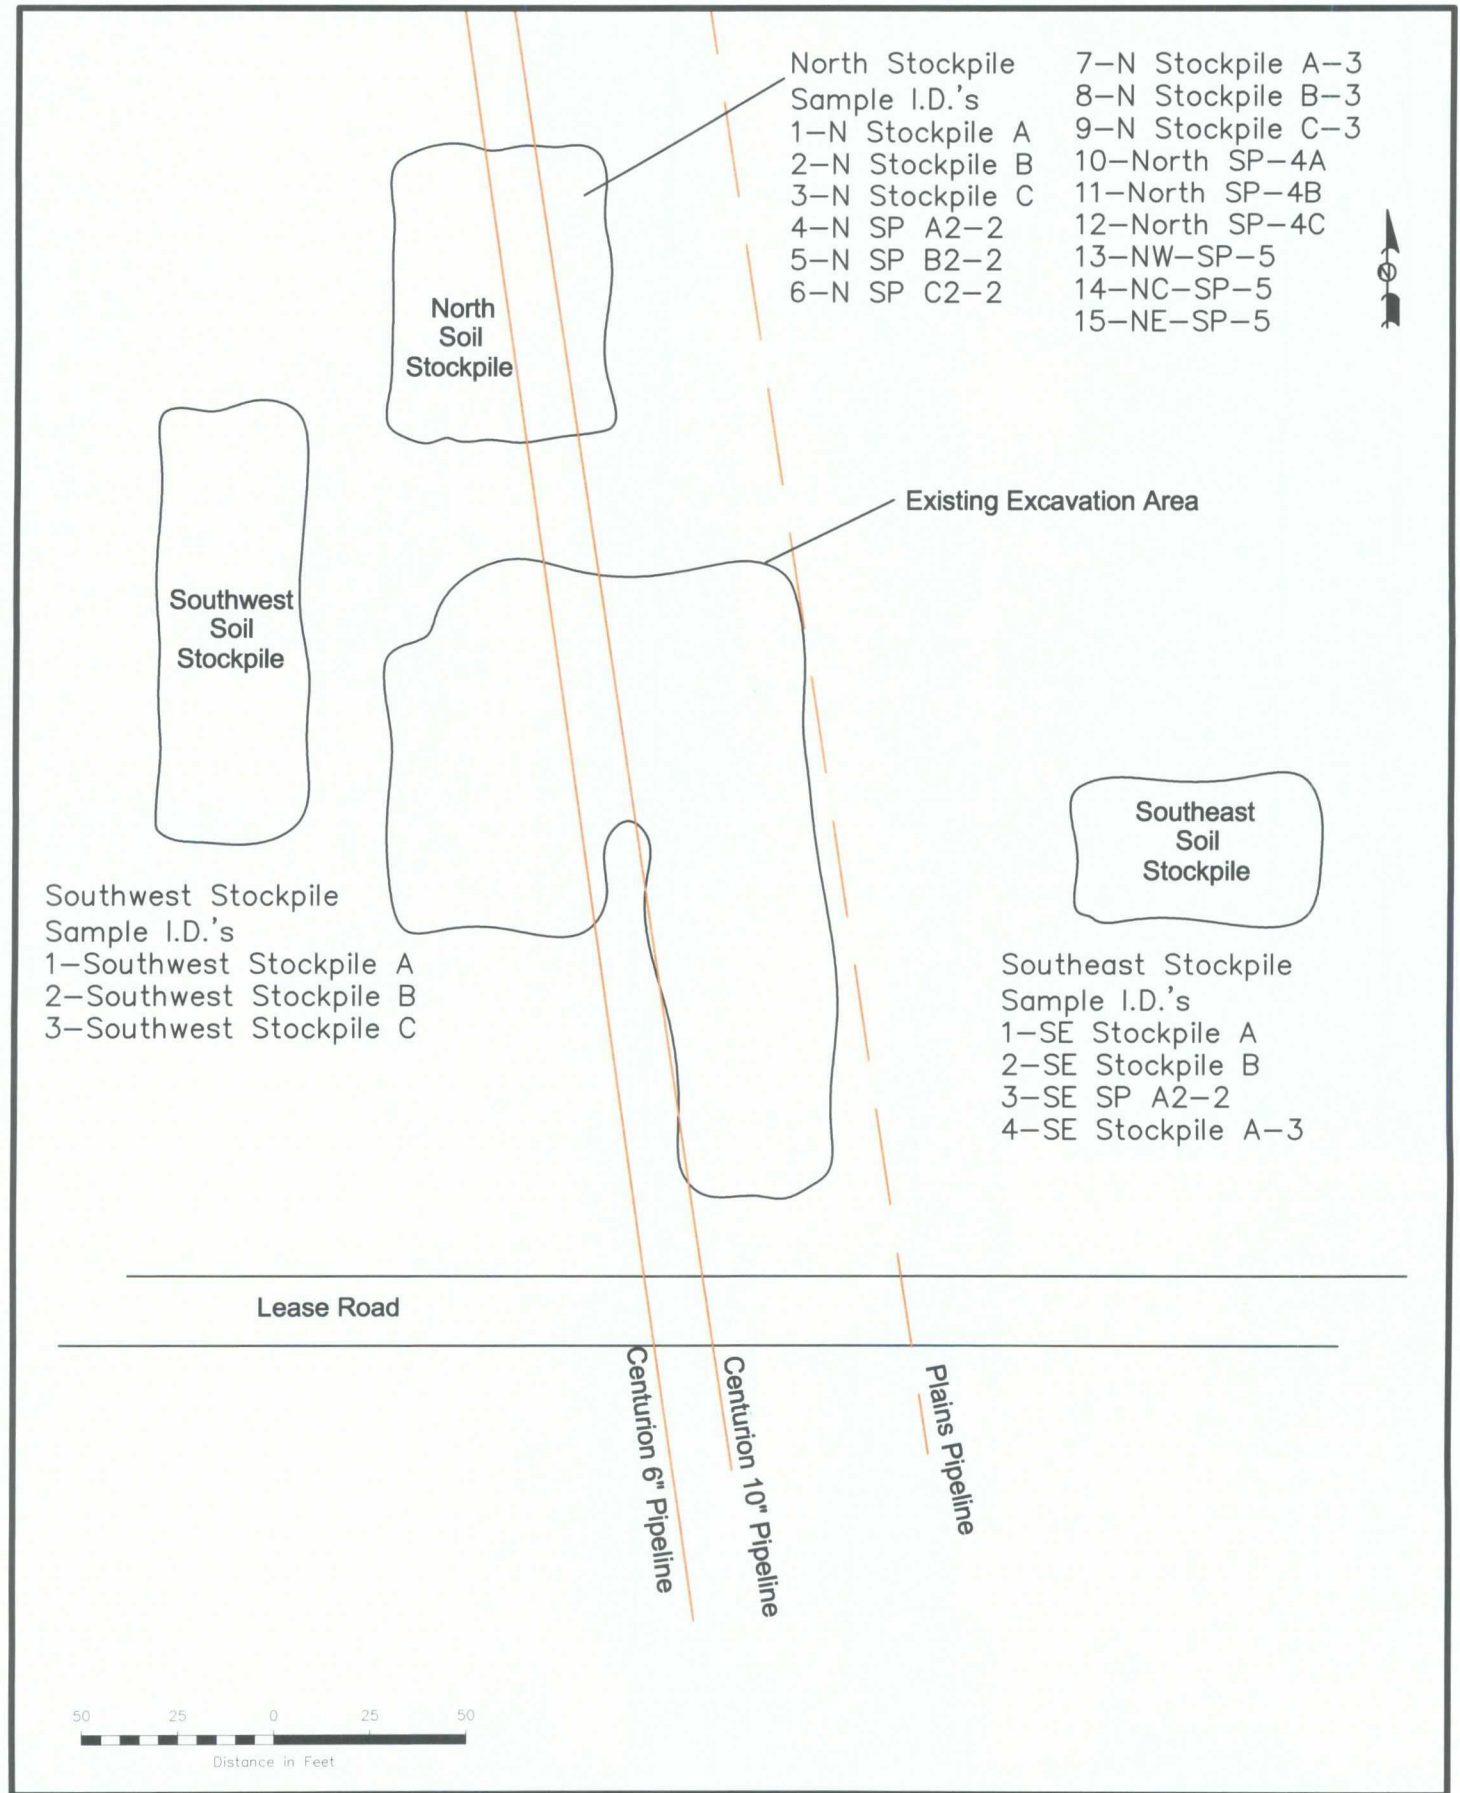 North Stockpile
Sample I.D.'s
1-N Stockpile A
2-N Stockpile B
3-N Stockpile C
4-N SP A2-2
5-N SP B2-2
6-N SP C2-2
7-N Stockpile A-3
8-N Stockpile B-3
9-N Stockpile C-3
10-North SP-4A
11-North SP-4B
12-North SP-4C
13-NW-SP-5
14-NC-SP-5
15-NE-SP-5
N
North
Soil
Stockpile
Existing Excavation Area
Southwest
Soil
Stockpile
Southeast
Soil
Stockpile
Southwest Stockpile
Sample I.D.'s
1-Southwest Stockpile A
2-Southwest Stockpile B
3-Southwest Stockpile C
Southeast Stockpile
Sample I.D.'s
1-SE Stockpile A
2-SE Stockpile B
3-SE SP A2-2
4-SE Stockpile A-3
Lease Road
Centurion 6" Pipeline
Centurion 10" Pipeline
Plains Pipeline
50 25 0 25 50
Distance in Feet